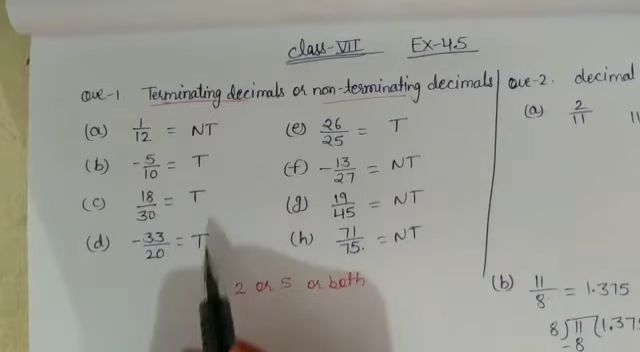 class-VII Ex-4.5
Que-1 Terminating decimals or non-terminating decimals
(a) 1/12 = NT
(b) -5/10 = T
(c) 18/30 = T
(d) -33/20 = T
(e) 26/25 = T
(f) -13/27 = NT
(g) 19/45 = NT
(h) 71/75 = NT
2 or 5 or both
Que-2. decimal
(a) 2/11 11
(b) 11/8 = 1.375
8)11(1.37
-8